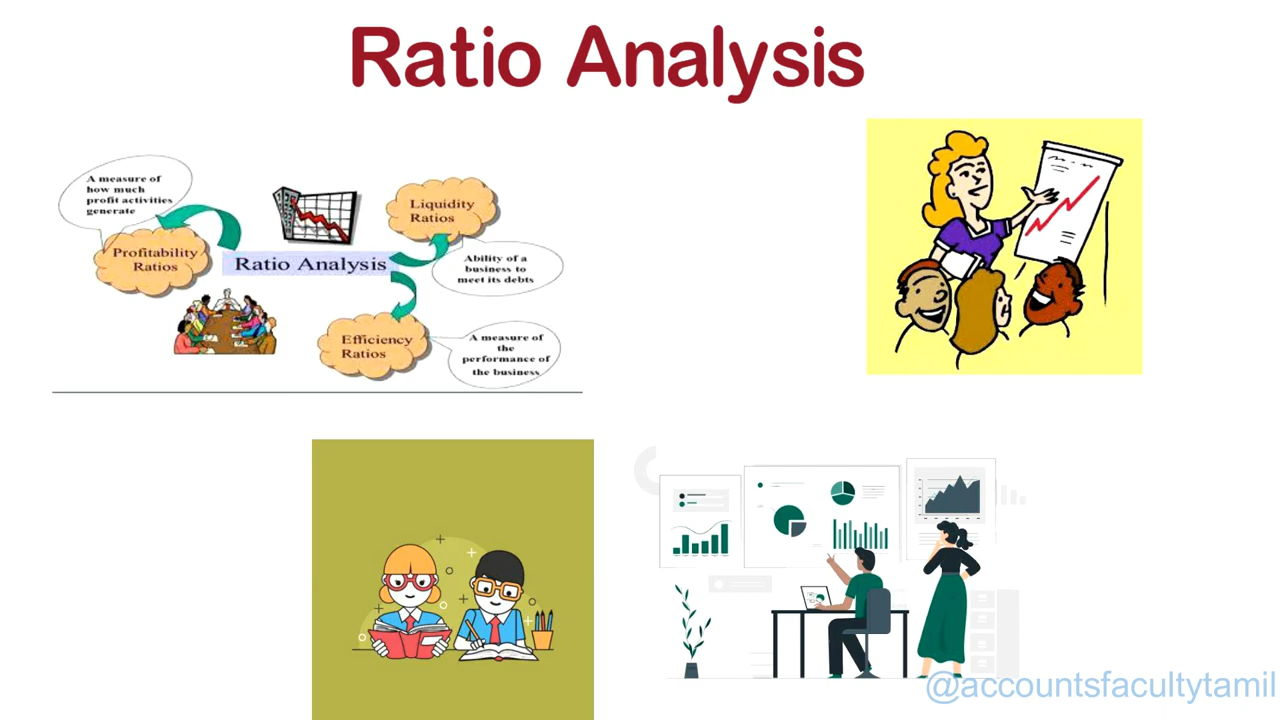 Ratio Analysis
A measure of
how much
profit activities
generate
Profitability
Ratios
Ratio Analysis
Liquidity
Ratios
Ability of a
business to
meet its debts
Efficiency
Ratios
A measure of
the
performance of
the business
@accountsfacultytamil